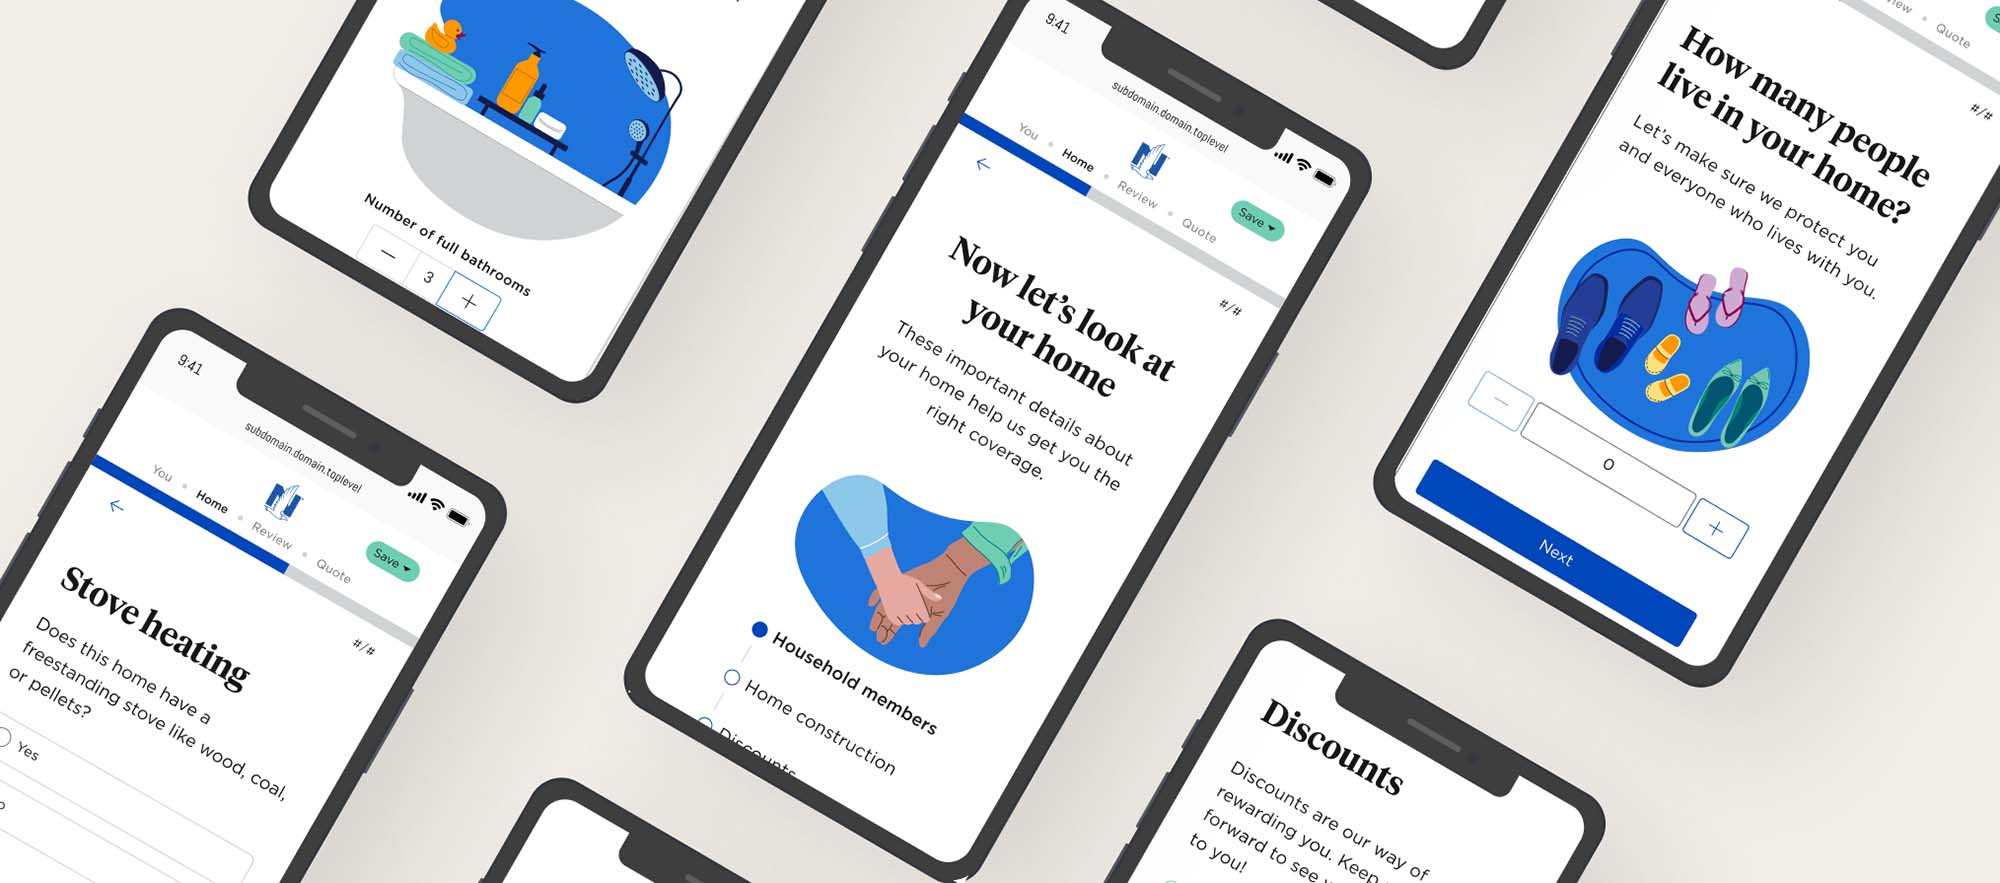 Number of full bathrooms
3
9:41
subdomain.domain.toplevel
You
Home
Review
Quote
Save
#/#
Stove heating
Does this home have a
freestanding stove like wood, coal,
or pellets?
Yes
9:41
subdomain.domain.toplevel
You
Home
Review
Quote
Save
#/#
Now let's look at
your home
These important details about
your home help us get you the
right coverage.
Household members
Home construction
Discounts
Quote
#/#
How many people
live in your home?
Let's make sure we protect you
and everyone who lives with you.
0
Next
Discounts
Discounts are our way of
rewarding you. Keep
forward to see
to you!